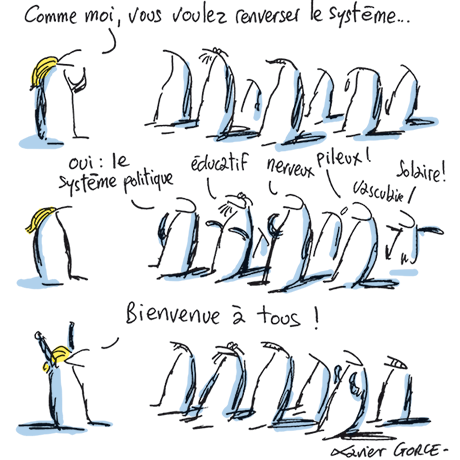 Comme moi, vous voulez renverser le système...
oui : le
système politique
éducatif
nerveux
pileux !
vasculaire !
Solaire !
Bienvenue à tous !
Xavier GORCE-